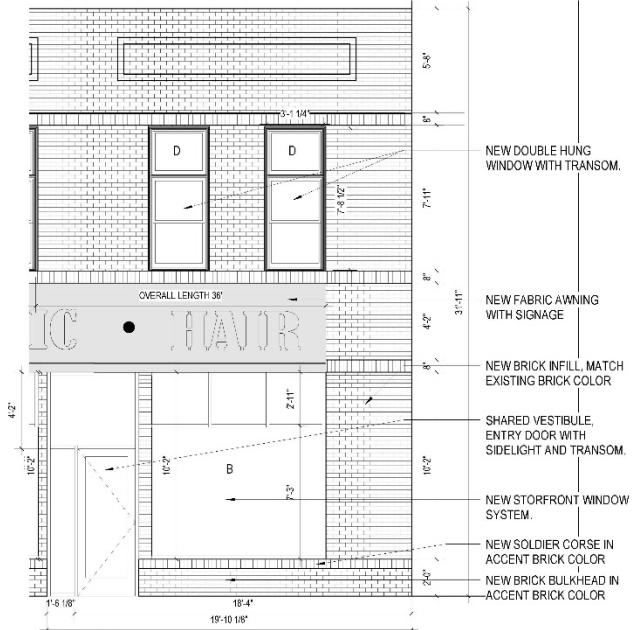 5'-8"
3'-1 1/4"
8"
D
D
NEW DOUBLE HUNG
WINDOW WITH TRANSOM.
7'-8 1/2"
7'-11"
8"
31'-11"
OVERALL LENGTH 36'
NEW FABRIC AWNING
WITH SIGNAGE
IC • HAIR
4'-2"
8"
NEW BRICK INFILL, MATCH
EXISTING BRICK COLOR
4'-2"
2'-11"
SHARED VESTIBULE,
ENTRY DOOR WITH
SIDELIGHT AND TRANSOM.
10'-2"
10'-2"
B
10'-2"
7'-3"
NEW STORFRONT WINDOW
SYSTEM.
NEW SOLDIER CORSE IN
ACCENT BRICK COLOR
2'-0"
NEW BRICK BULKHEAD IN
ACCENT BRICK COLOR
1'-6 1/8"
18'-4"
19'-10 1/8"